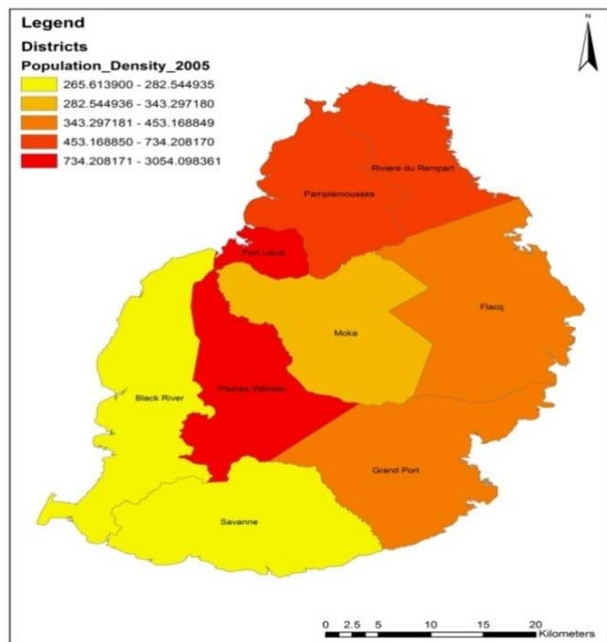 Legend
Districts
Population_Density_2005
265.613900 - 282.544935
282.544936 - 343.297180
343.297181 - 453.168849
453.168850 - 734.208170
734.208171 - 3054.098361
N
Rivière du Rempart
Pamplemousses
Port Louis
Flacq
Moka
Plaines Wilhem
Black River
Grand Port
Savanne
0 2.5 5 10 15 20
Kilometers